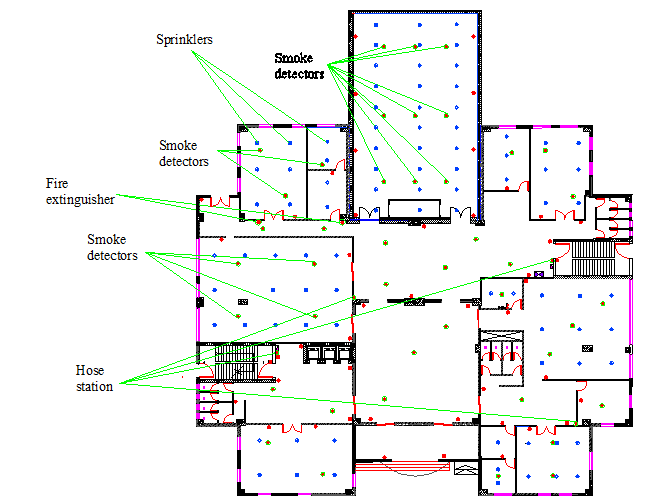 Sprinklers
Smoke
detectors
Smoke
detectors
Fire
extinguisher
Smoke
detectors
Hose
station